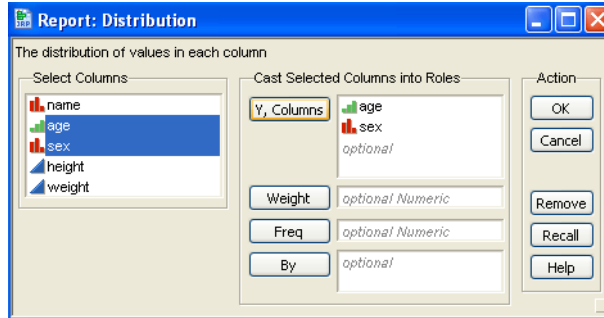 Report: Distribution
The distribution of values in each column
Select Columns
name
age
sex
height
weight
Cast Selected Columns into Roles
Y, Columns
age
sex
optional
Weight
optional Numeric
Freq
optional Numeric
By
optional
Action
OK
Cancel
Remove
Recall
Help